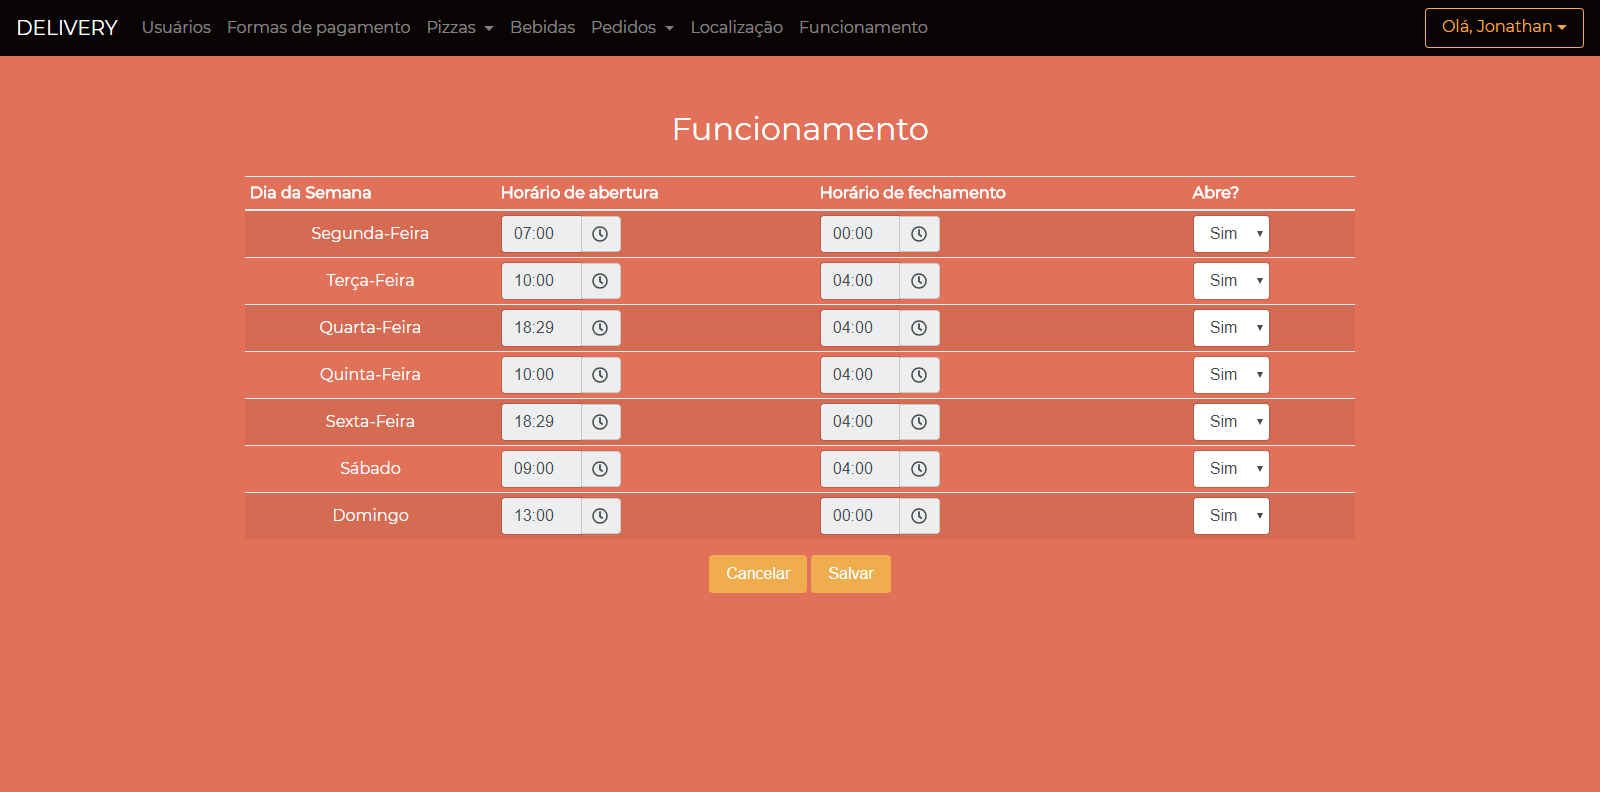 DELIVERY Usuários Formas de pagamento Pizzas Bebidas Pedidos Localização Funcionamento Olá, Jonathan
Funcionamento
Dia da Semana Horário de abertura Horário de fechamento Abre?
Segunda-Feira 07:00 00:00 Sim
Terça-Feira 10:00 04:00 Sim
Quarta-Feira 18:29 04:00 Sim
Quinta-Feira 10:00 04:00 Sim
Sexta-Feira 18:29 04:00 Sim
Sábado 09:00 04:00 Sim
Domingo 13:00 00:00 Sim
Cancelar Salvar